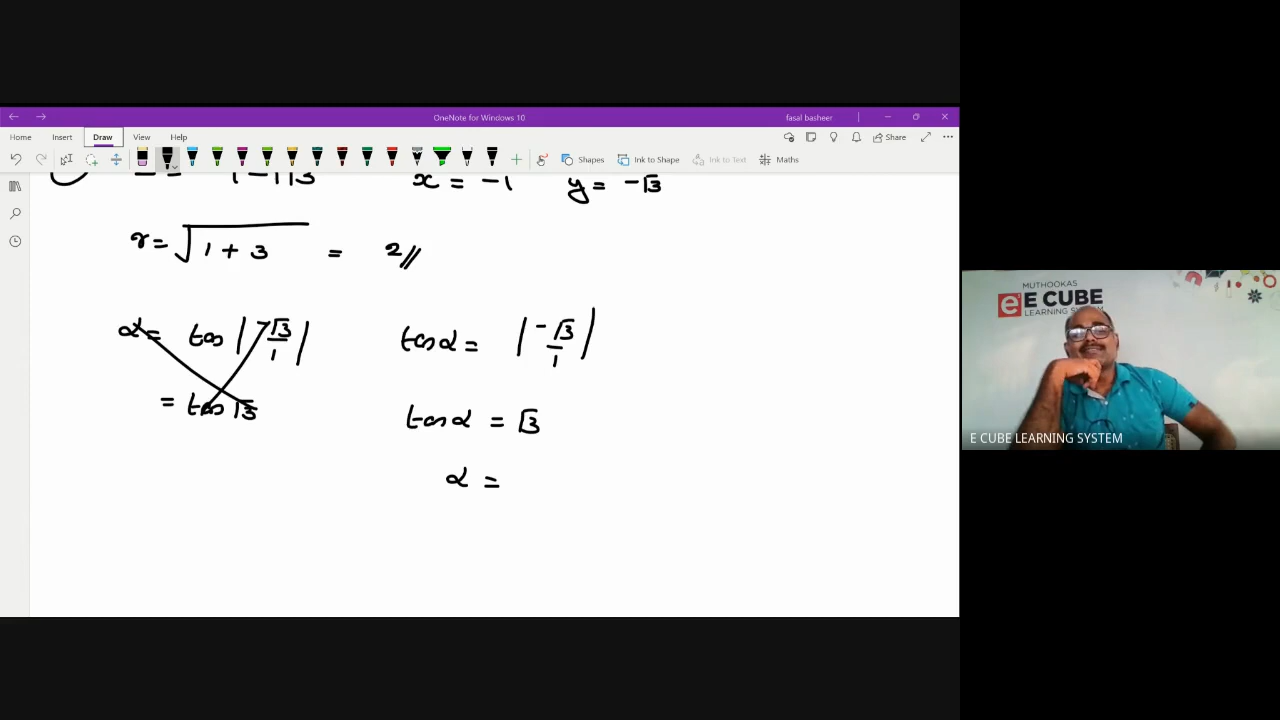 OneNote for Windows 10
fasal basheer
Home Insert Draw View Help
Share
Shapes Ink to Shape Ink to Text Maths
x = -1 y = -√3
r = √1 + 3 = 2//
α = tan |-√3/1|
= tan √3
tan α = |-√3/1|
tan α = √3
α =
MUTHOOKAS
e E CUBE
LEARNING SYSTEM
E CUBE LEARNING SYSTEM